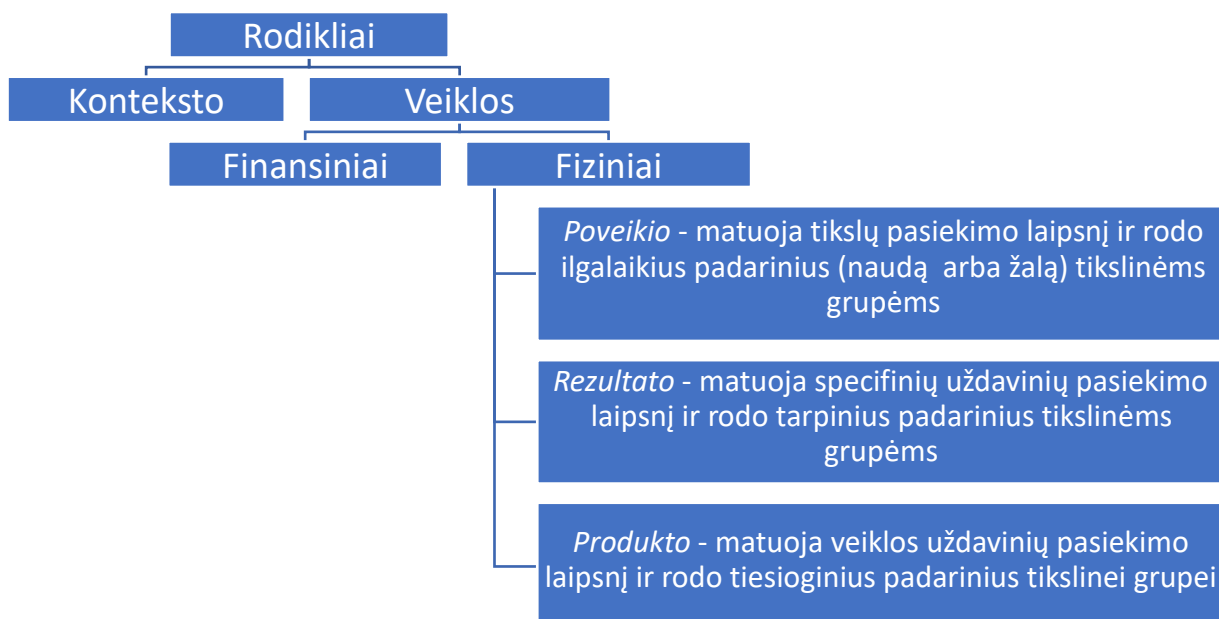 Rodikliai
Konteksto
Veiklos
Finansiniai
Fiziniai
Poveikio - matuoja tikslų pasiekimo laipsnį ir rodo
ilgalaikius padarinius (naudą arba žalą) tikslinėms
grupėms
Rezultato - matuoja specifinių uždavinių pasiekimo
laipsnį ir rodo tarpinius padarinius tikslinėms
grupėms
Produkto - matuoja veiklos uždavinių pasiekimo
laipsnį ir rodo tiesioginius padarinius tikslinei grupei